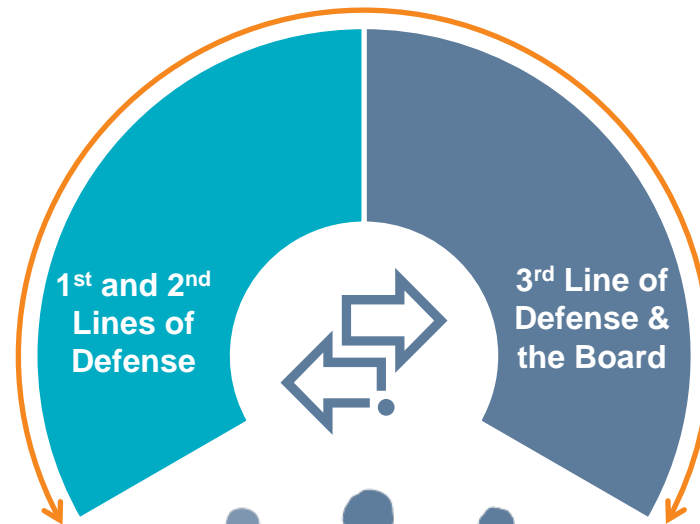 1st and 2nd
Lines of
Defense
3rd Line of
Defense &
the Board